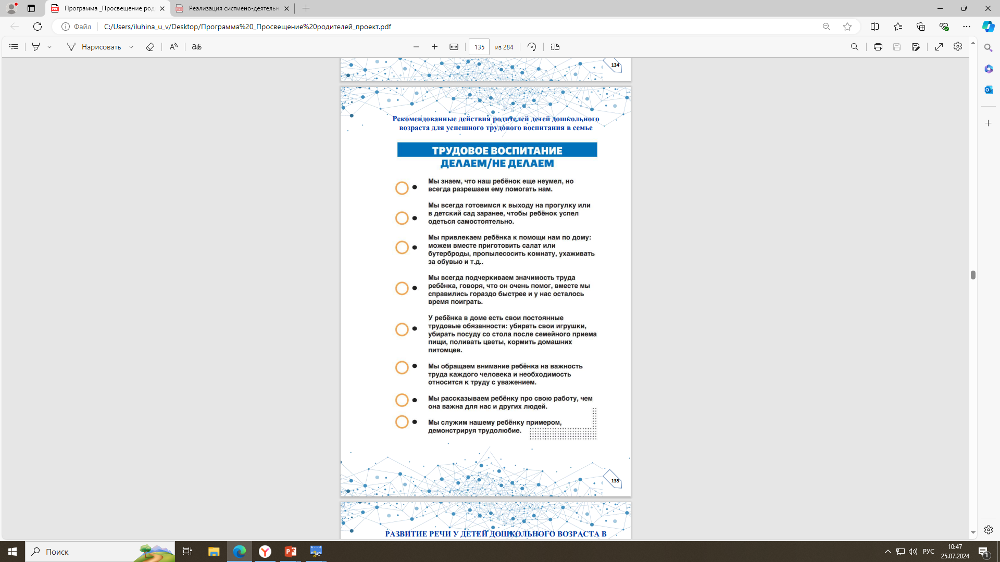 Программа _Просвещение род
Реализация систмено-деятельн
Файл
C:/Users/iluhina_u_v/Desktop/Программа%20_Просвещение%20родителей_проект.pdf
Нарисовать
135 из 284
134
Рекомендованные действия родителей детей дошкольного
возраста для успешного трудового воспитания в семье
ТРУДОВОЕ ВОСПИТАНИЕ
ДЕЛАЕМ/НЕ ДЕЛАЕМ
Мы знаем, что наш ребёнок еще неумел, но
всегда разрешаем ему помогать нам.
Мы всегда готовимся к выходу на прогулку или
в детский сад заранее, чтобы ребёнок успел
одеться самостоятельно.
Мы привлекаем ребёнка к помощи нам по дому:
можем вместе приготовить салат или
бутерброды, пропылесосить комнату, ухаживать
за обувью и т.д..
Мы всегда подчеркиваем значимость труда
ребёнка, говоря, что он очень помог, вместе мы
справились гораздо быстрее и у нас осталось
время поиграть.
У ребёнка в доме есть свои постоянные
трудовые обязанности: убирать свои игрушки,
убирать посуду со стола после семейного приема
пищи, поливать цветы, кормить домашних
питомцев.
Мы обращаем внимание ребёнка на важность
труда каждого человека и необходимость
относится к труду с уважением.
Мы рассказываем ребёнку про свою работу, чем
она важна для нас и других людей.
Мы служим нашему ребёнку примером,
демонстрируя трудолюбие.
135
РАЗВИТИЕ РЕЧИ У ДЕТЕЙ ДОШКОЛЬНОГО ВОЗРАСТА В
Поиск
РУС
10:47
25.07.2024
1